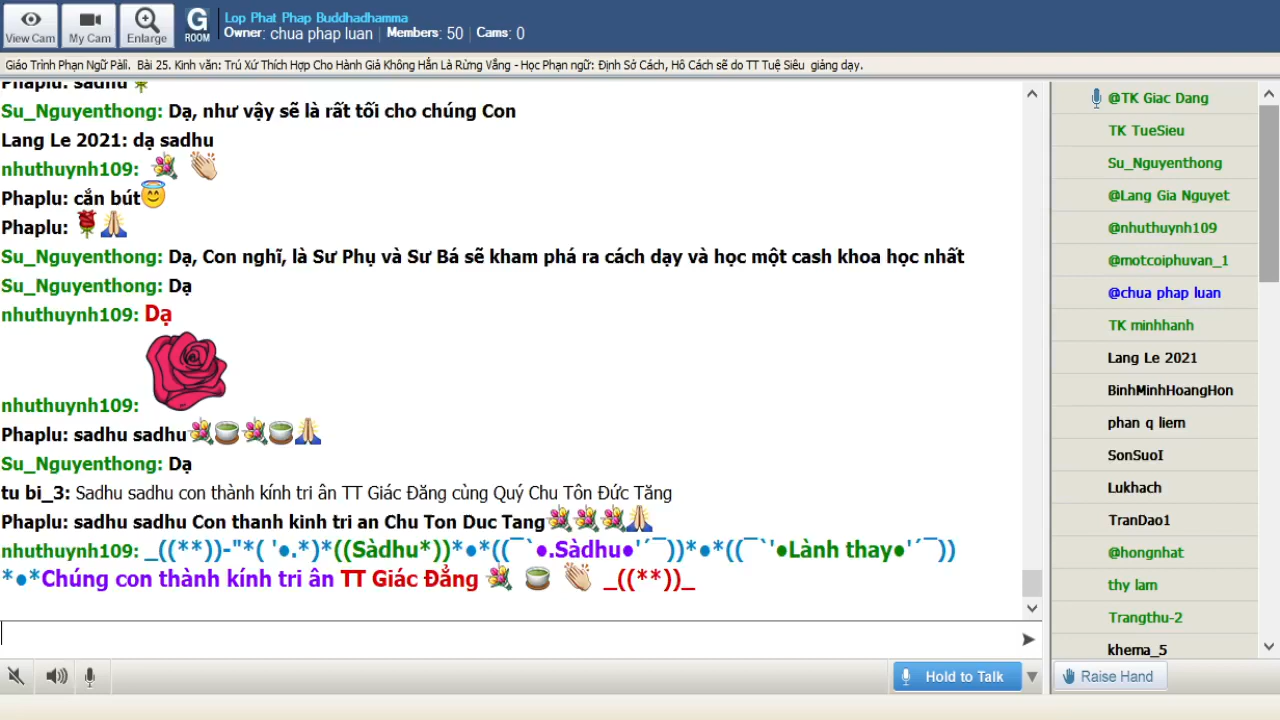 View Cam
My Cam
Enlarge
G
ROOM
Lop Phat Phap Buddhadhamma
Owner: chua phap luan | Members: 50 | Cams: 0
Giáo Trình Phạn Ngữ Pàli. Bài 25. Kinh văn: Trú Xứ Thích Hợp Cho Hành Giả Không Hẳn Là Rừng Vắng - Học Phạn ngữ: Định Sở Cách, Hô Cách sẽ do TT Tuệ Siêu giảng dạy.
Phaplu: sadhu
Su_Nguyenthong: Dạ, như vậy sẽ là rất tối cho chúng Con
Lang Le 2021: dạ sadhu
nhuthuynh109:
Phaplu: cắn bút
Phaplu:
Su_Nguyenthong: Dạ, Con nghĩ, là Sư Phụ và Sư Bá sẽ kham phá ra cách dạy và học một cash khoa học nhất
Su_Nguyenthong: Dạ
nhuthuynh109: Dạ
nhuthuynh109:
Phaplu: sadhu sadhu
Su_Nguyenthong: Dạ
tu bi_3: Sadhu sadhu con thành kính tri ân TT Giác Đăng cùng Quý Chu Tôn Đức Tăng
Phaplu: sadhu sadhu Con thanh kinh tri an Chu Ton Duc Tang
nhuthuynh109: _((**))-"*( '●.*)*((Sàdhu*))*●*((¯`●.Sàdhu●'´¯))*●*((¯`'●Lành thay●'´¯))
*●*Chúng con thành kính tri ân TT Giác Đẳng _((**))_
Hold to Talk
@TK Giac Dang
TK TueSieu
Su_Nguyenthong
@Lang Gia Nguyet
@nhuthuynh109
@motcoiphuvan_1
@chua phap luan
TK minhhanh
Lang Le 2021
BinhMinhHoangHon
phan q liem
SonSuoI
Lukhach
TranDao1
@hongnhat
thy lam
Trangthu-2
khema_5
Raise Hand